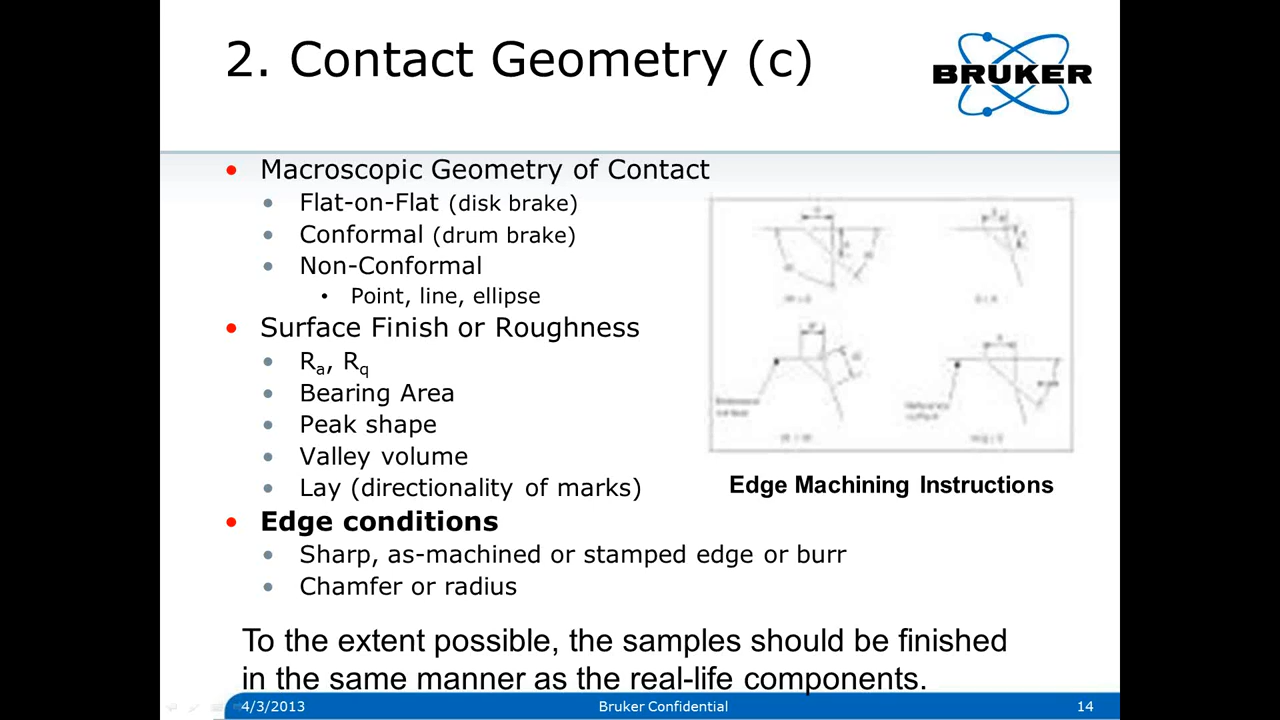 2. Contact Geometry (c)
BRUKER
Macroscopic Geometry of Contact
Flat-on-Flat (disk brake)
Conformal (drum brake)
Non-Conformal
Point, line, ellipse
Surface Finish or Roughness
Ra, Rq
Bearing Area
Peak shape
Valley volume
Lay (directionality of marks)
Edge Machining Instructions
Edge conditions
Sharp, as-machined or stamped edge or burr
Chamfer or radius
To the extent possible, the samples should be finished
in the same manner as the real-life components.
4/3/2013
Bruker Confidential
14